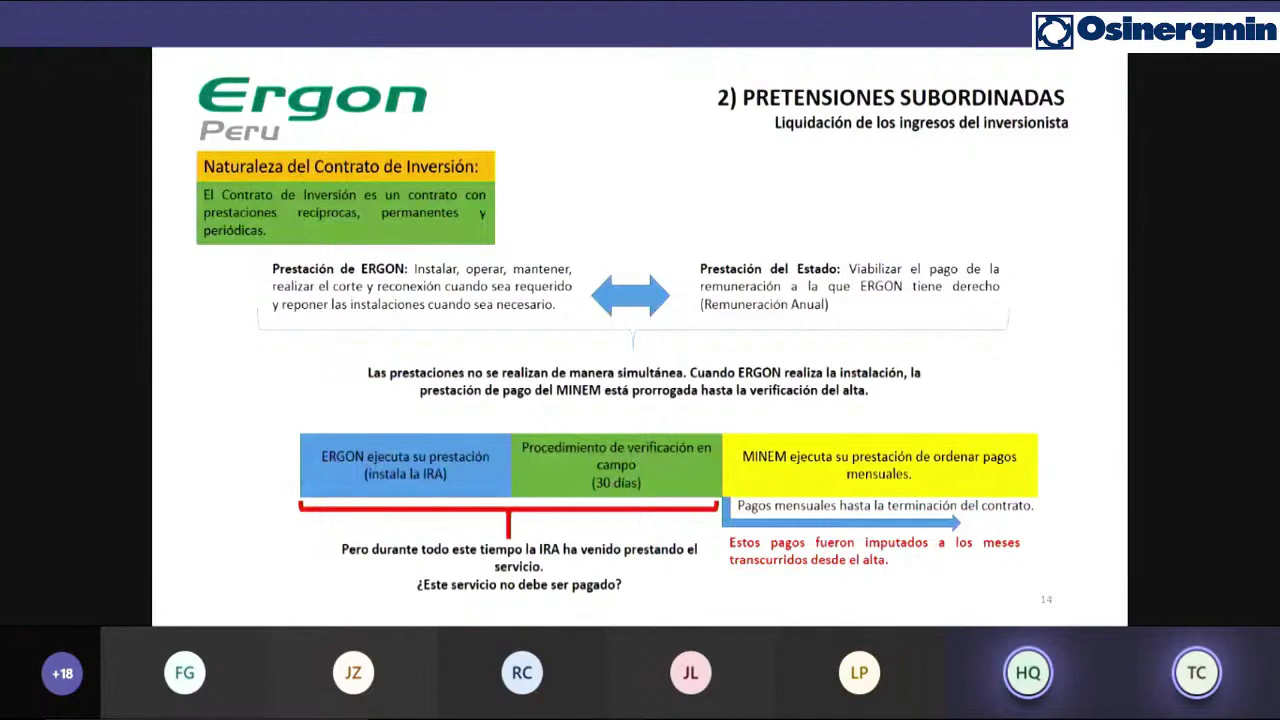 Osinergmin
Ergon
Peru
2) PRETENSIONES SUBORDINADAS
Liquidación de los ingresos del inversionista
Naturaleza del Contrato de Inversión:
El Contrato de Inversión es un contrato con
prestaciones recíprocas, permanentes y
periódicas.
Prestación de ERGON: Instalar, operar, mantener,
realizar el corte y reconexión cuando sea requerido
y reponer las instalaciones cuando sea necesario.
Prestación del Estado: Viabilizar el pago de la
remuneración a la que ERGON tiene derecho
(Remuneración Anual)
Las prestaciones no se realizan de manera simultánea. Cuando ERGON realiza la instalación, la
prestación de pago del MINEM está prorrogada hasta la verificación del alta.
ERGON ejecuta su prestación
(instala la IRA)
Procedimiento de verificación en
campo
(30 días)
MINEM ejecuta su prestación de ordenar pagos
mensuales.
Pagos mensuales hasta la terminación del contrato.
Estos pagos fueron imputados a los meses
transcurridos desde el alta.
Pero durante todo este tiempo la IRA ha venido prestando el
servicio.
¿Este servicio no debe ser pagado?
14
+18
FG
JZ
RC
JL
LP
HQ
TC